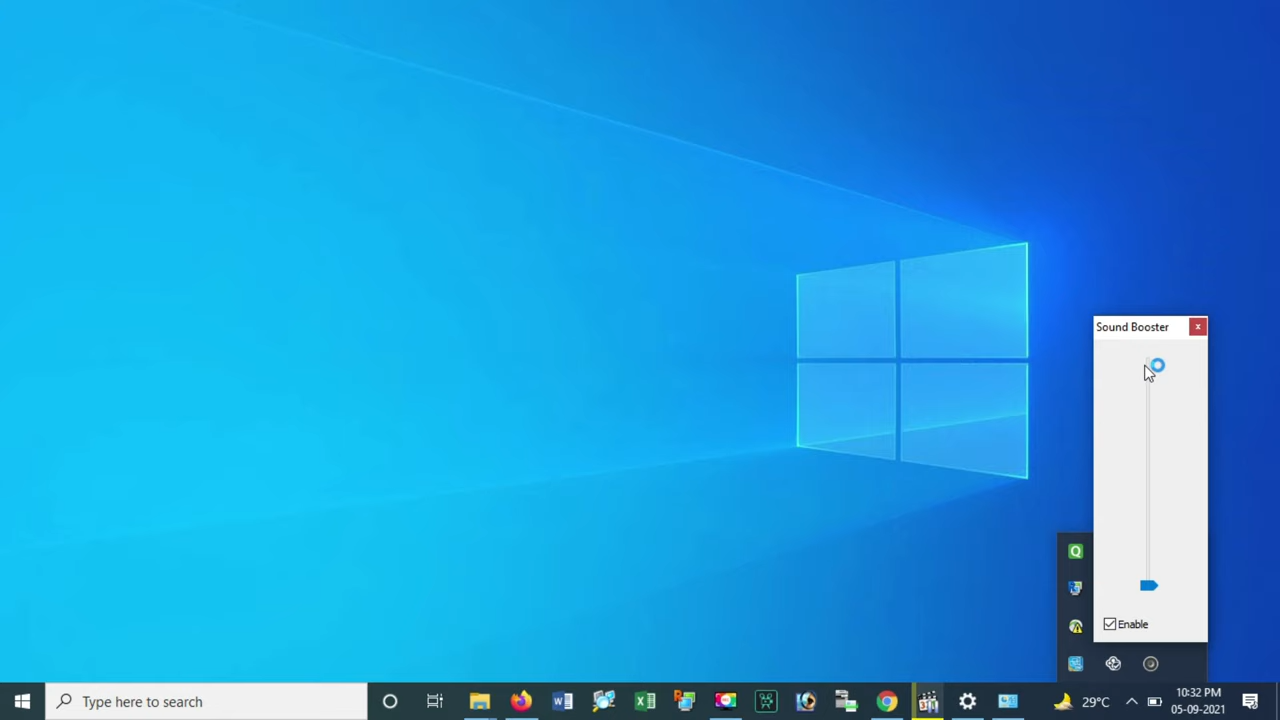 Sound Booster
Enable
Type here to search
29°C
10:32 PM
05-09-2021